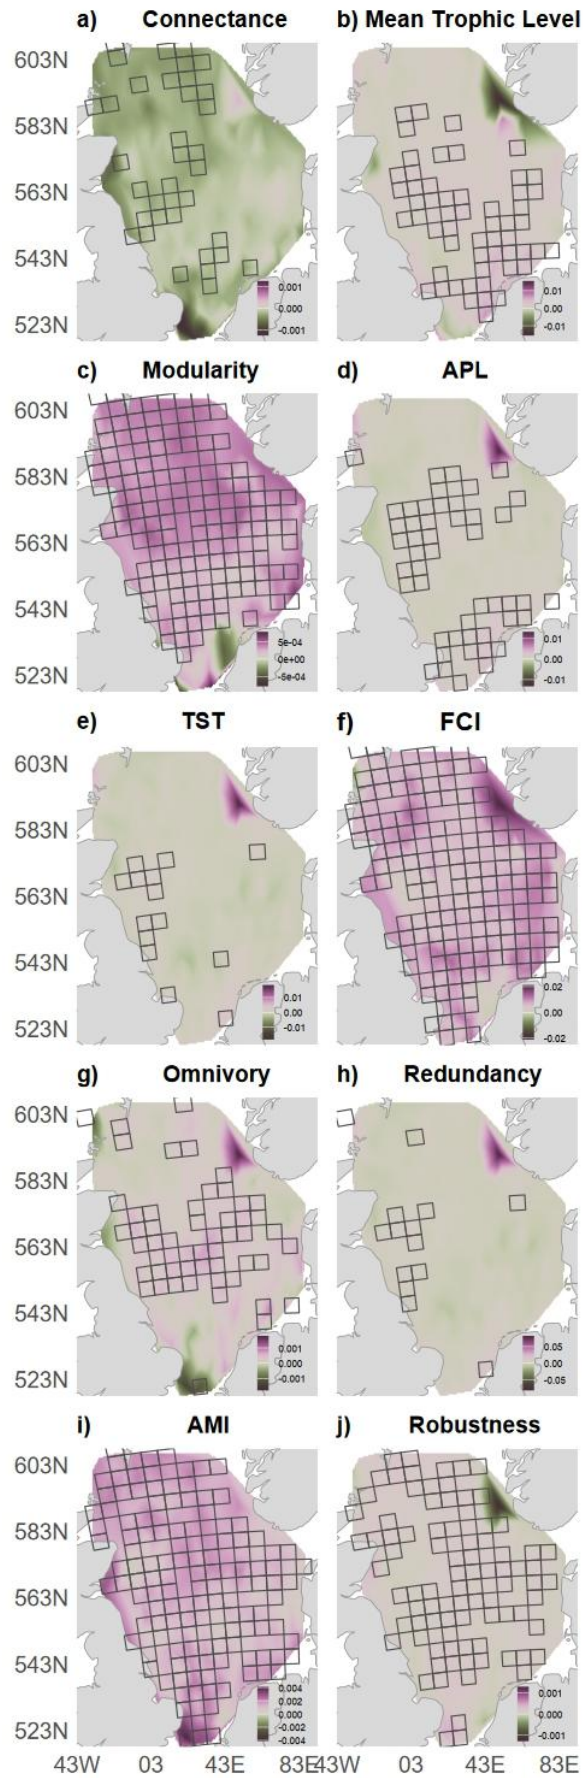 a) Connectance
b) Mean Trophic Level
603N
583N
563N
543N
523N
0.001
0.000
-0.001
0.01
0.00
-0.01
c) Modularity
d) APL
603N
583N
563N
543N
523N
5e-04
0e+00
-5e-04
0.01
0.00
-0.01
e) TST
f) FCI
603N
583N
563N
543N
523N
0.01
0.00
-0.01
0.02
0.00
-0.02
g) Omnivory
h) Redundancy
603N
583N
563N
543N
523N
0.001
0.000
-0.001
0.05
0.00
-0.05
i) AMI
j) Robustness
603N
583N
563N
543N
523N
0.004
0.002
0.000
-0.002
-0.004
0.001
0.000
-0.001
43W 03 43E 83E 43W 03 43E 83E